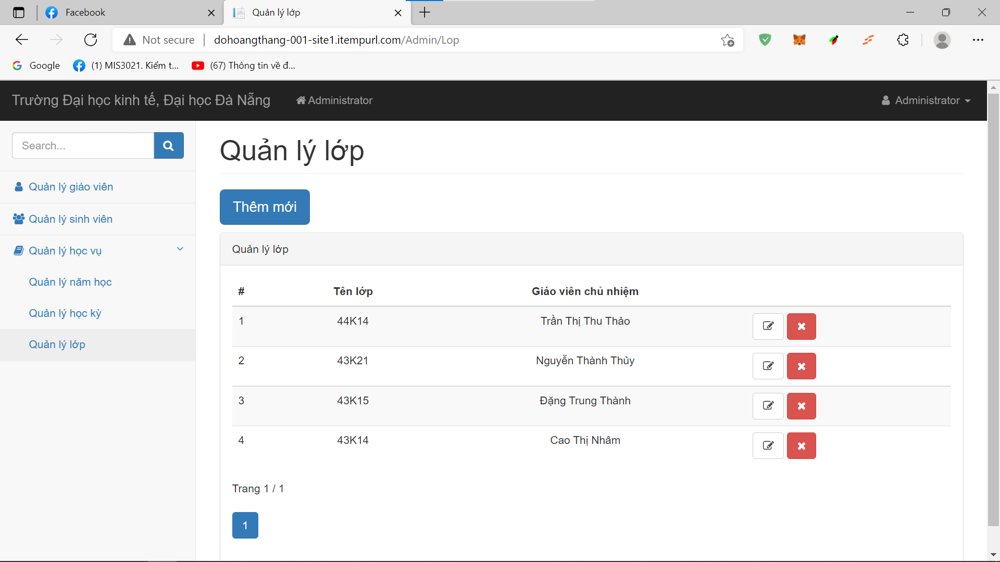 Facebook
Quản lý lớp
Not secure
dohoangthang-001-site1.itempurl.com/Admin/Lop
Google
(1) MIS3021. Kiểm t...
(67) Thông tin về đ...
Trường Đại học kinh tế, Đại học Đà Nẵng
Administrator
Administrator
Search...
Quản lý giáo viên
Quản lý sinh viên
Quản lý học vụ
Quản lý năm học
Quản lý học kỳ
Quản lý lớp
Quản lý lớp
Thêm mới
Quản lý lớp
# Tên lớp Giáo viên chủ nhiệm
1 44K14 Trần Thị Thu Thảo
2 43K21 Nguyễn Thành Thủy
3 43K15 Đặng Trung Thành
4 43K14 Cao Thị Nhâm
Trang 1 / 1
1